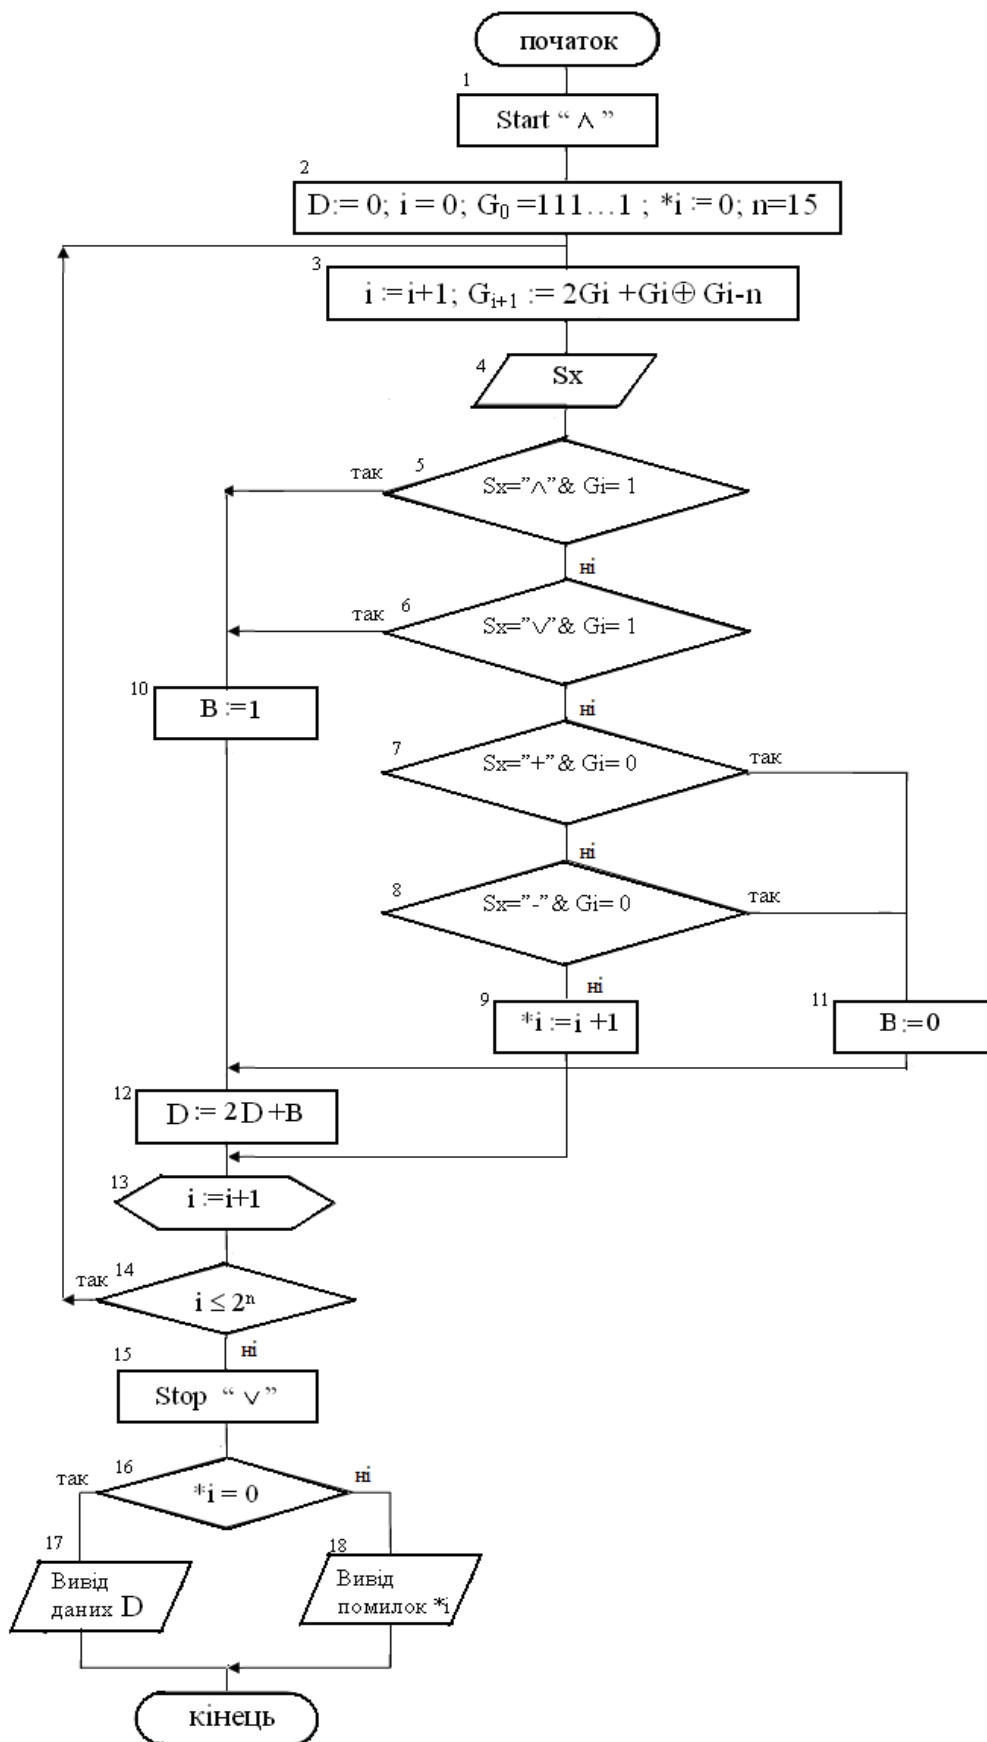 початок
1
Start “ ∧ ”
2
D:= 0; i = 0; G₀ =111...1 ; *i := 0; n=15
3
i :=i+1; Gᵢ₊₁ := 2Gi +Gi⊕ Gi-n
4
Sx
так
5
Sx=”∧”& Gi= 1
ні
так
6
Sx=”∨”& Gi= 1
ні
10
B :=1
7
Sx=”+”& Gi= 0
так
ні
8
Sx=”-”& Gi= 0
так
ні
9
*i :=i +1
11
B :=0
12
D := 2D +B
13
i :=i+1
так
14
i ≤ 2ⁿ
ні
15
Stop “ ∨ ”
так
16
*i = 0
ні
17
Вивід
даних D
18
Вивід
помилок *i
кінець